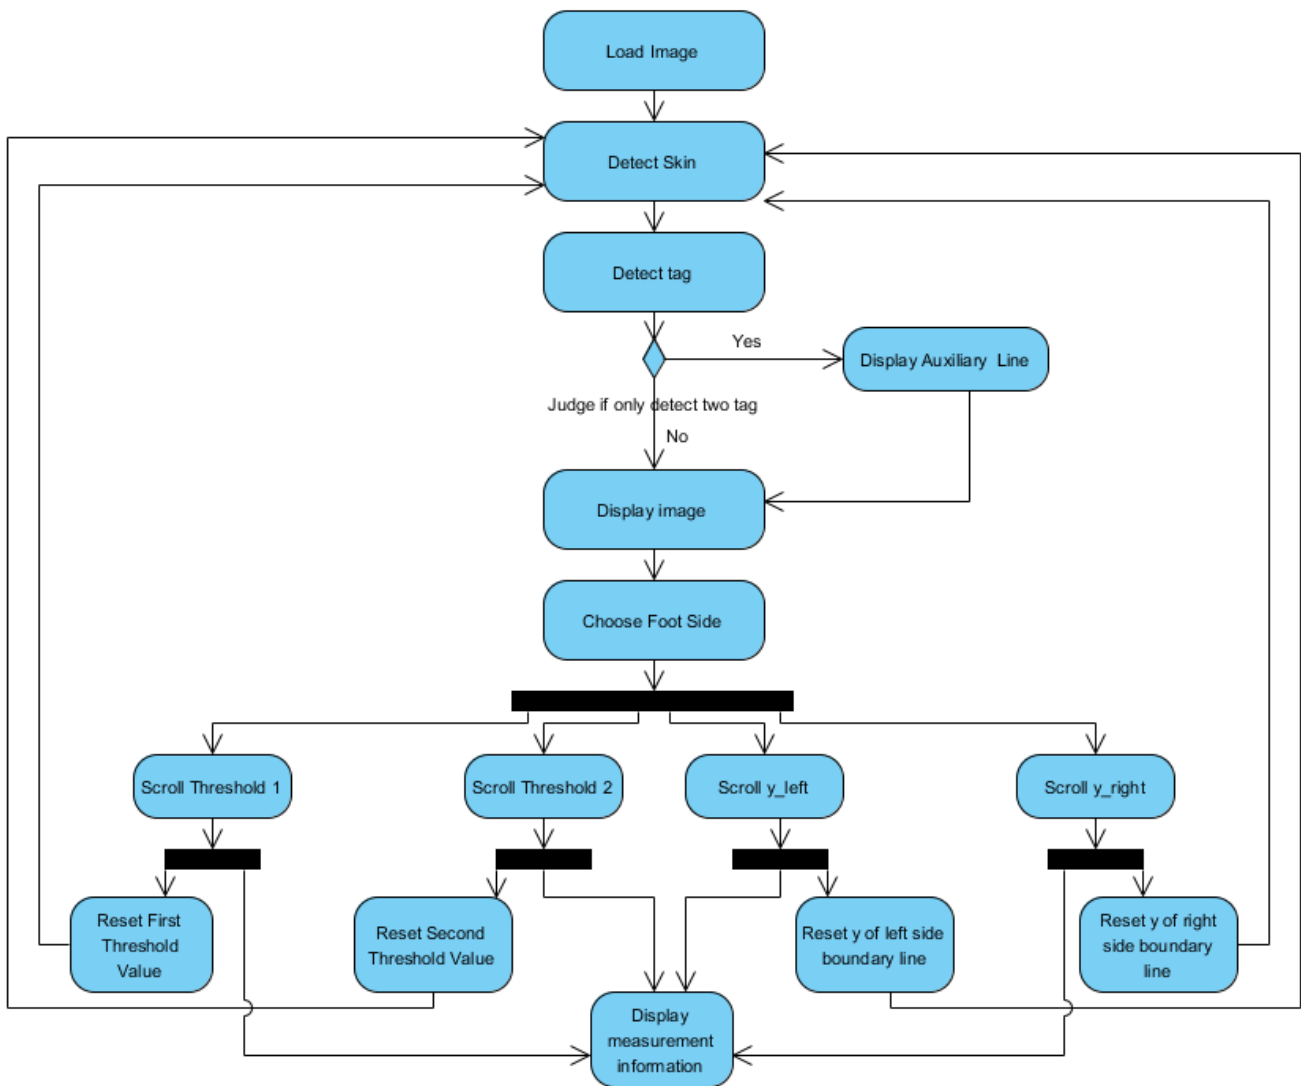 Load Image
Detect Skin
Detect tag
Yes
Display Auxiliary Line
Judge if only detect two tag
No
Display image
Choose Foot Side
Scroll Threshold 1
Scroll Threshold 2
Scroll y_left
Scroll y_right
Reset First
Threshold
Value
Reset Second
Threshold Value
Reset y of left side
boundary line
Reset y of right
side boundary
line
Display
measurement
information